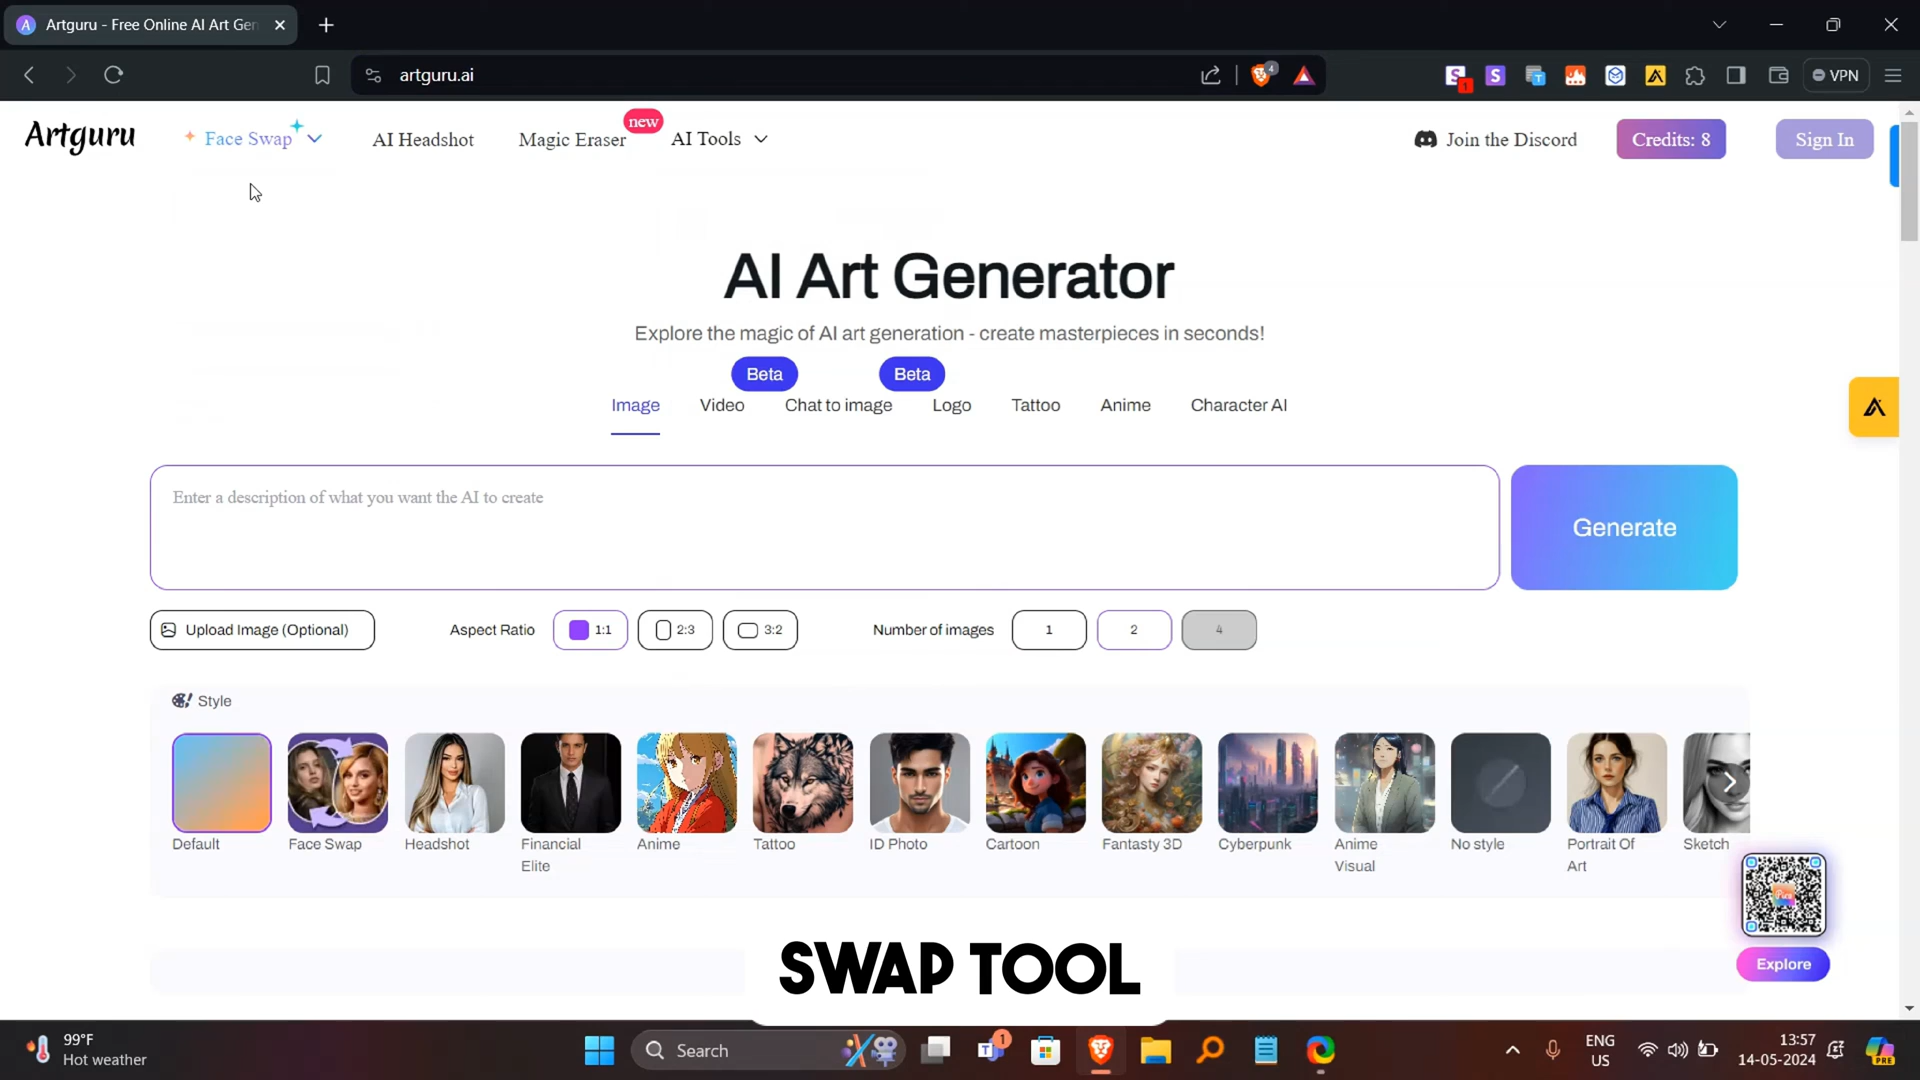 Artguru - Free Online AI Art Gen
artguru.ai
4
1
VPN
Artguru
Face Swap
AI Headshot
Magic Eraser
new
AI Tools
Join the Discord
Credits: 8
Sign In
AI Art Generator
Explore the magic of AI art generation - create masterpieces in seconds!
Beta
Beta
Image
Video
Chat to image
Logo
Tattoo
Anime
Character AI
Enter a description of what you want the AI to create
Generate
Upload Image (Optional)
Aspect Ratio
1:1
2:3
3:2
Number of images
1
2
4
Style
Default
Face Swap
Headshot
Financial
Elite
Anime
Tattoo
ID Photo
Cartoon
Fantasty 3D
Cyberpunk
Anime
Visual
No style
Portrait Of
Art
Sketch
Explore
SWAP TOOL
99°F
Hot weather
Search
1
ENG
US
13:57
14-05-2024
PRE